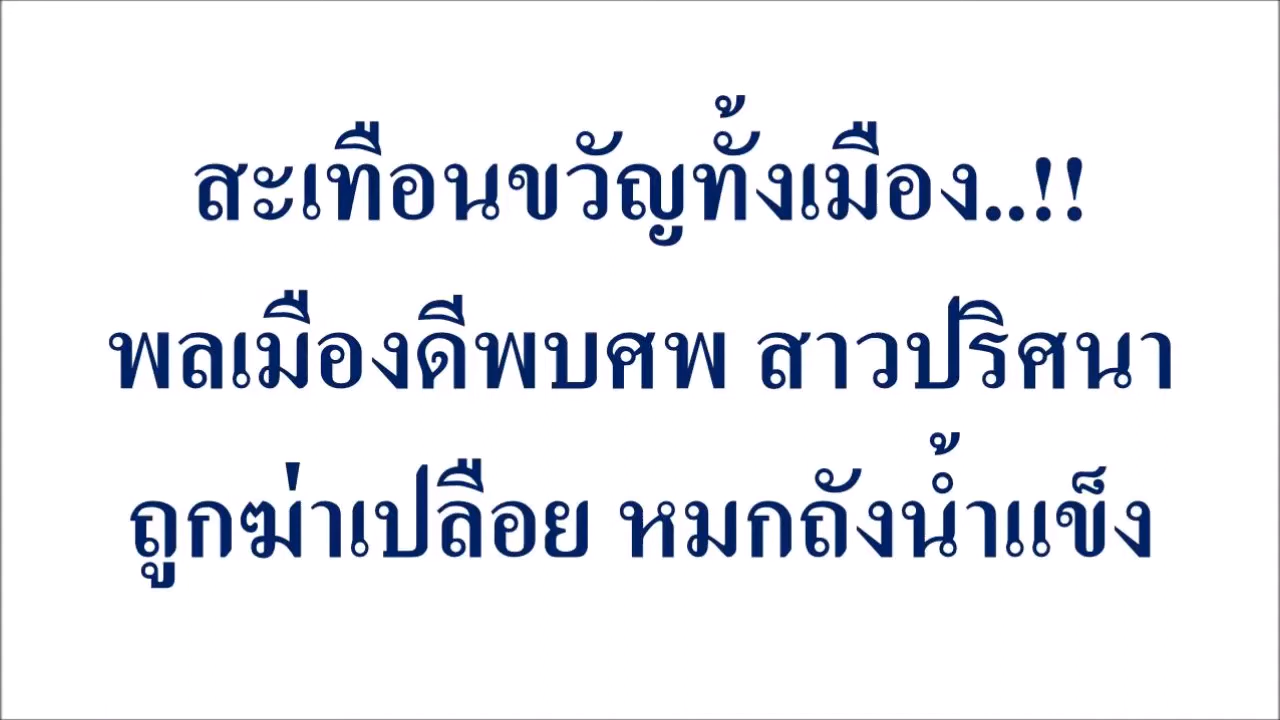 สะเทือนขวัญทั้งเมือง..!!
พลเมืองดีพบศพ สาวปริศนา
ถูกฆ่าเปลือย หมกถังน้ำแข็ง